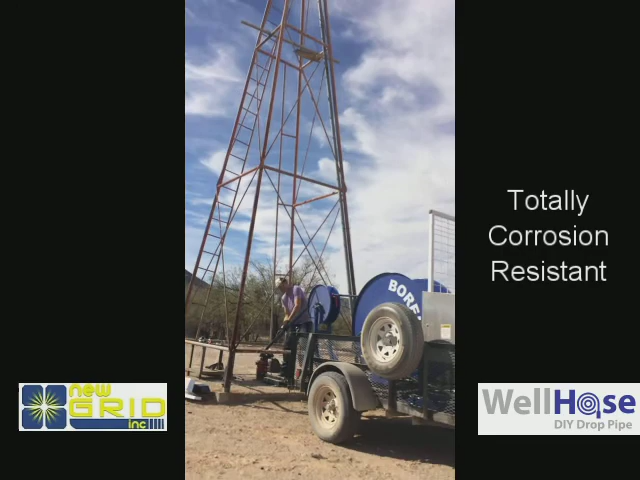 Totally
Corrosion
Resistant
BORE
new
GRID
inc
WellHose
DIY Drop Pipe